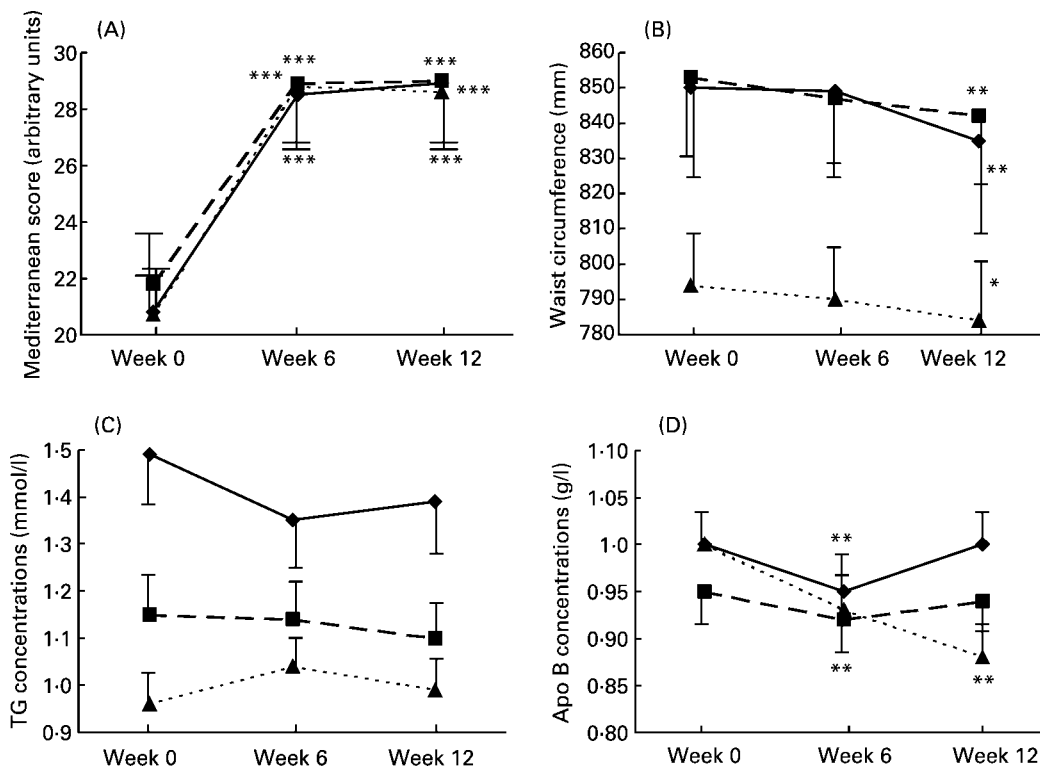 (A)
Mediterranean score (arbitrary units)
30
28
26
24
22
20
***
***
***
***
***
***
Week 0
Week 6
Week 12
(B)
Waist circumference (mm)
860
850
840
830
820
810
800
790
780
**
**
*
Week 0
Week 6
Week 12
(C)
TG concentrations (mmol/l)
1·5
1·4
1·3
1·2
1·1
1·0
0·9
Week 0
Week 6
Week 12
(D)
Apo B concentrations (g/l)
1·10
1·05
1·0
0·95
0·90
0·85
0·80
**
**
**
Week 0
Week 6
Week 12